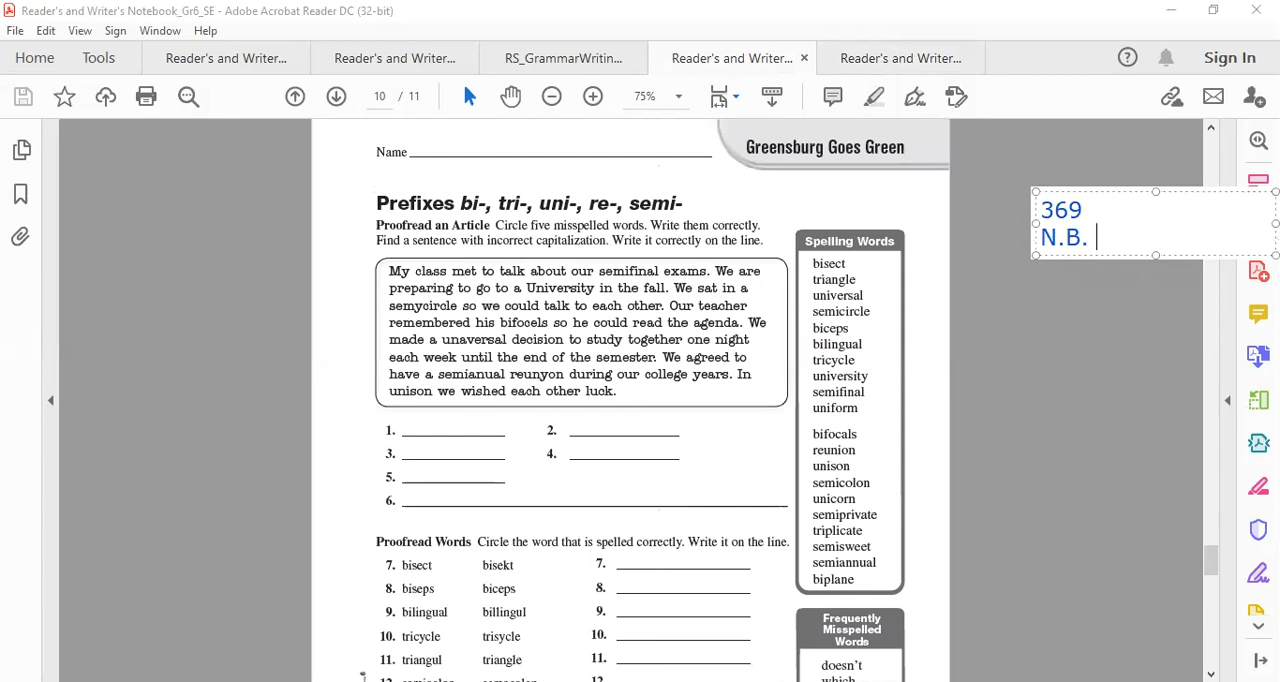 Reader's and Writer's Notebook_Gr6_SE - Adobe Acrobat Reader DC (32-bit)
File Edit View Sign Window Help
Home Tools Reader's and Writer... Reader's and Writer... RS_GrammarWritin... Reader's and Writer... × Reader's and Writer... Sign In
10 / 11 75%
Greensburg Goes Green
Name
Prefixes bi-, tri-, uni-, re-, semi-
Proofread an Article Circle five misspelled words. Write them correctly.
Find a sentence with incorrect capitalization. Write it correctly on the line.
My class met to talk about our semifinal exams. We are
preparing to go to a University in the fall. We sat in a
semycircle so we could talk to each other. Our teacher
remembered his bifocels so he could read the agenda. We
made a unaversal decision to study together one night
each week until the end of the semester. We agreed to
have a semianual reunyon during our college years. In
unison we wished each other luck.
1. 2.
3. 4.
5.
6.
Proofread Words Circle the word that is spelled correctly. Write it on the line.
7. bisect bisekt 7.
8. biseps biceps 8.
9. bilingual billingul 9.
10. tricycle trisycle 10.
11. triangul triangle 11.
12. semicolon semecolon 12.
Spelling Words
bisect
triangle
universal
semicircle
biceps
bilingual
tricycle
university
semifinal
uniform
bifocals
reunion
unison
semicolon
unicorn
semiprivate
triplicate
semisweet
semiannual
biplane
Frequently
Misspelled
Words
doesn't
which
369
N.B.